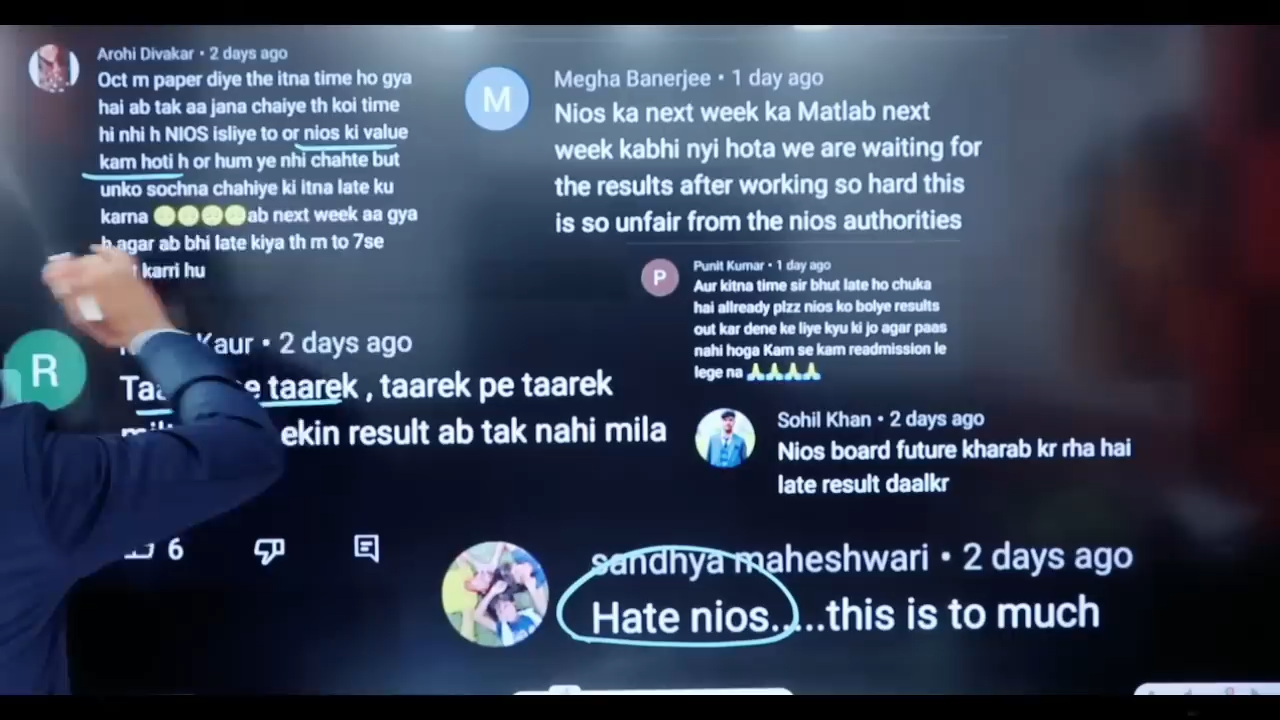 Arohi Divakar • 2 days ago
Oct m paper diye the itna time ho gya
hai ab tak aa jana chaiye th koi time
hi nhi h NIOS isliye to or nios ki value
kam hoti h or hum ye nhi chahte but
unko sochna chahiye ki itna late ku
karna ab next week aa gya
h agar ab bhi late kiya th m to 7se
karri hu
Megha Banerjee • 1 day ago
M
Nios ka next week ka Matlab next
week kabhi nyi hota we are waiting for
the results after working so hard this
is so unfair from the nios authorities
Punit Kumar • 1 day ago
P
Aur kitna time sir bhut late ho chuka
hai allready plzz nios ko bolye results
out kar dene ke liye kyu ki jo agar paas
nahi hoga Kam se kam readmission le
lege na 🙏🙏🙏🙏
Kaur • 2 days ago
R
taarek , taarek pe taarek
result ab tak nahi mila
6
Sohil Khan • 2 days ago
Nios board future kharab kr rha hai
late result daalkr
sandhya maheshwari • 2 days ago
Hate nios.....this is to much